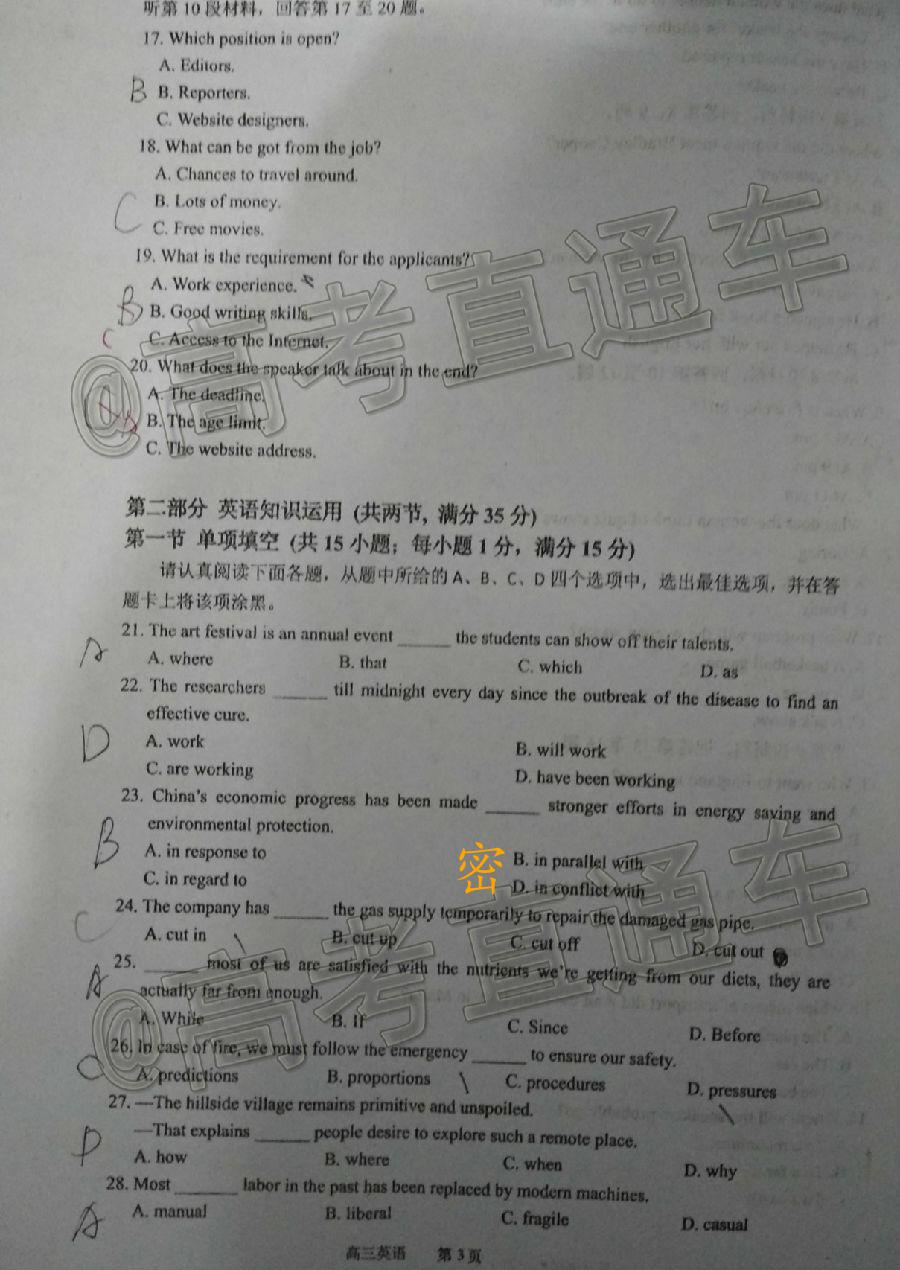 听第 10 段材料，回答第 17 至 20 题。
17. Which position is open?
A. Editors.
B B. Reporters.
C. Website designers.
18. What can be got from the job?
A. Chances to travel around.
B. Lots of money.
C C. Free movies.
19. What is the requirement for the applicants?
A. Work experience.
B B. Good writing skills.
C C. Access to the Internet.
20. What does the speaker talk about in the end?
A. The deadline.
A B. The age limit.
C. The website address.
@高考直通车
第二部分 英语知识运用 (共两节, 满分 35 分)
第一节 单项填空 (共 15 小题；每小题 1 分，满分 15 分)
请认真阅读下面各题，从题中所给的 A、B、C、D 四个选项中，选出最佳选项，并在答
题卡上将该项涂黑。
21. The art festival is an annual event ______ the students can show off their talents.
A A. where B. that C. which D. as
22. The researchers ______ till midnight every day since the outbreak of the disease to find an
effective cure.
D A. work B. will work
C. are working D. have been working
23. China's economic progress has been made ______ stronger efforts in energy saving and
environmental protection.
B A. in response to B. in parallel with
C. in regard to 密 D. in conflict with
24. The company has ______ the gas supply temporarily to repair the damaged gas pipe.
C A. cut in B. cut up C. cut off D. cut out
25. ______ most of us are satisfied with the nutrients we're getting from our diets, they are
A actually far from enough.
A. While B. If C. Since D. Before
@高考直通车
26. In case of fire, we must follow the emergency ______ to ensure our safety.
C A. predictions B. proportions C. procedures D. pressures
27. —The hillside village remains primitive and unspoiled.
D —That explains ______ people desire to explore such a remote place.
A. how B. where C. when D. why
28. Most ______ labor in the past has been replaced by modern machines.
A A. manual B. liberal C. fragile D. casual
高三英语 第 3 页